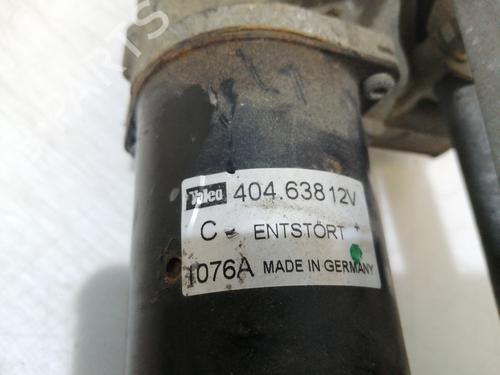 Valeo 404.638 12V
C - ENTSTÖRT +
1076A MADE IN GERMANY